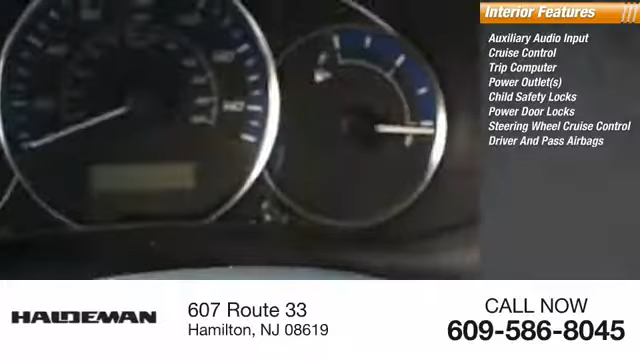 Interior Features
Auxiliary Audio Input
Cruise Control
Trip Computer
Power Outlet(s)
Child Safety Locks
Power Door Locks
Steering Wheel Cruise Control
Driver And Pass Airbags
HALDEMAN
607 Route 33
Hamilton, NJ 08619
CALL NOW
609-586-8045